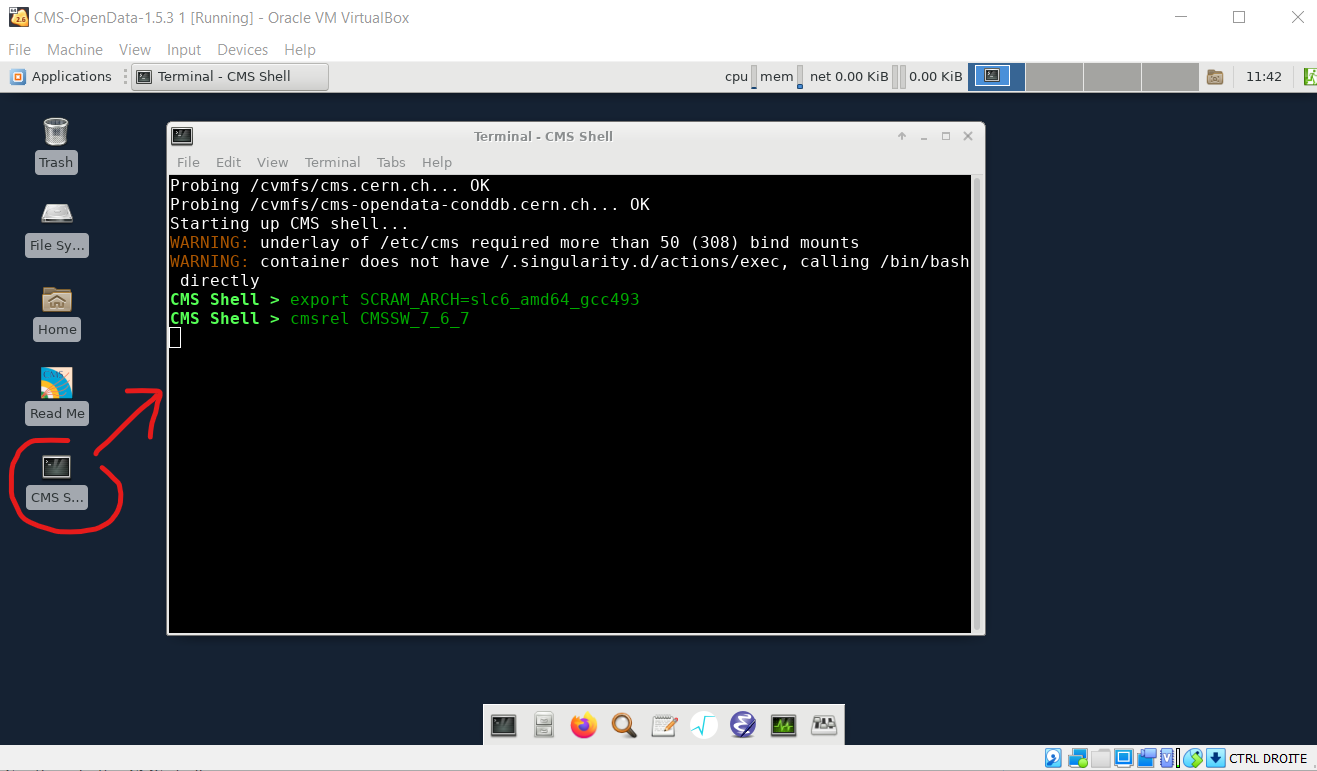 CMS-OpenData-1.5.3 1 [Running] - Oracle VM VirtualBox
File Machine View Input Devices Help
Applications Terminal - CMS Shell cpu mem net 0.00 KiB 0.00 KiB 11:42
Trash
File Sy...
Home
Read Me
CMS S...
Terminal - CMS Shell
File Edit View Terminal Tabs Help
Probing /cvmfs/cms.cern.ch... OK
Probing /cvmfs/cms-opendata-conddb.cern.ch... OK
Starting up CMS shell...
WARNING: underlay of /etc/cms required more than 50 (308) bind mounts
WARNING: container does not have /.singularity.d/actions/exec, calling /bin/bash
directly
CMS Shell > export SCRAM_ARCH=slc6_amd64_gcc493
CMS Shell > cmsrel CMSSW_7_6_7
CTRL DROITE